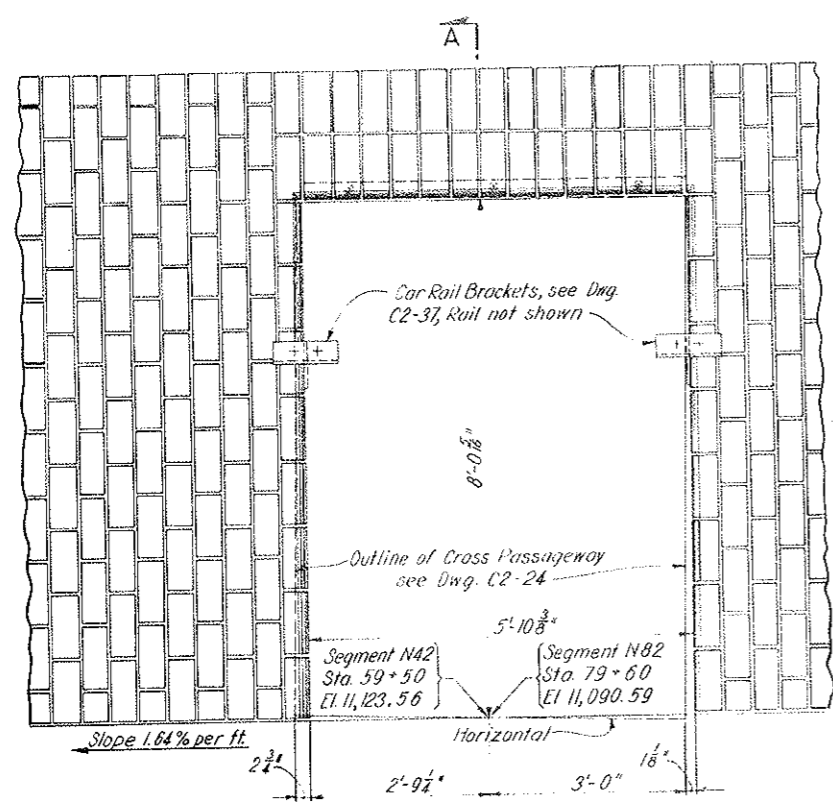 A
Car Rail Brackets, see Dwg.
C2-37, Rail not shown
8'-0 5/16"
Outline of Cross Passageway
see Dwg. C2-24
5'-10 3/8"
Segment N42
Sta. 59+50
El. 11,123.56
Segment N82
Sta. 79+60
El 11,090.59
Slope 1.64% per ft.
Horizontal
2 3/4"
2'-9 1/4"
3'-0"
1 1/8"